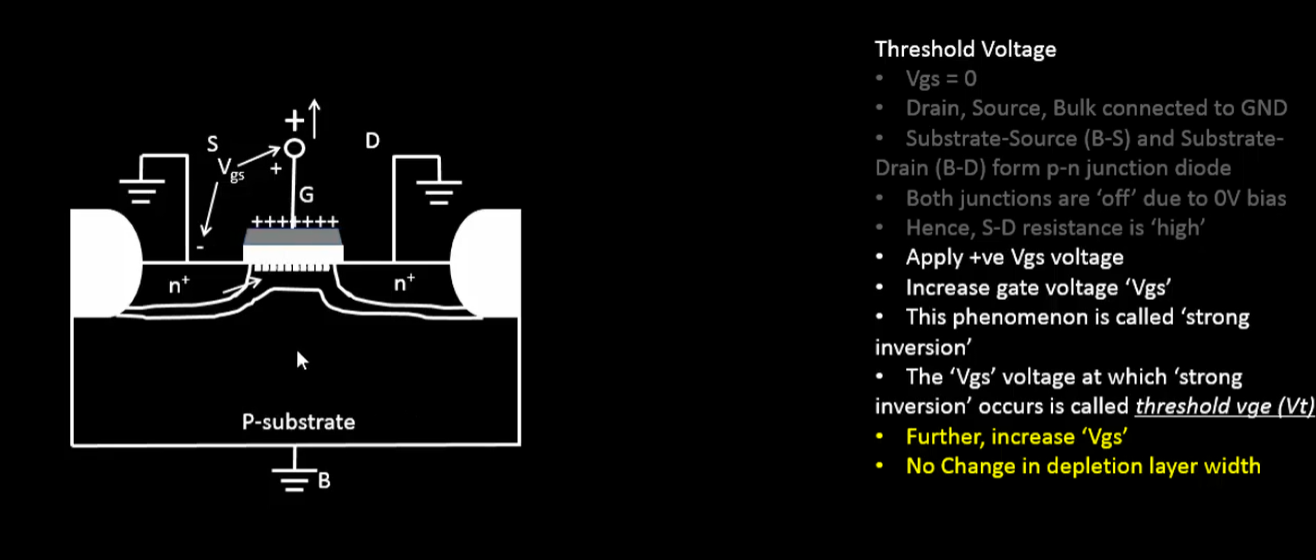 Threshold Voltage
• Vgs = 0
• Drain, Source, Bulk connected to GND
• Substrate-Source (B-S) and Substrate-
Drain (B-D) form p-n junction diode
• Both junctions are ‘off’ due to 0V bias
• Hence, S-D resistance is ‘high’
• Apply +ve Vgs voltage
• Increase gate voltage ‘Vgs’
• This phenomenon is called ‘strong
inversion’
• The ‘Vgs’ voltage at which ‘strong
inversion’ occurs is called threshold vge (Vt)
• Further, increase ‘Vgs’
• No Change in depletion layer width
+
S
D
Vgs
+
G
+++++++
-
n+
n+
P-substrate
B